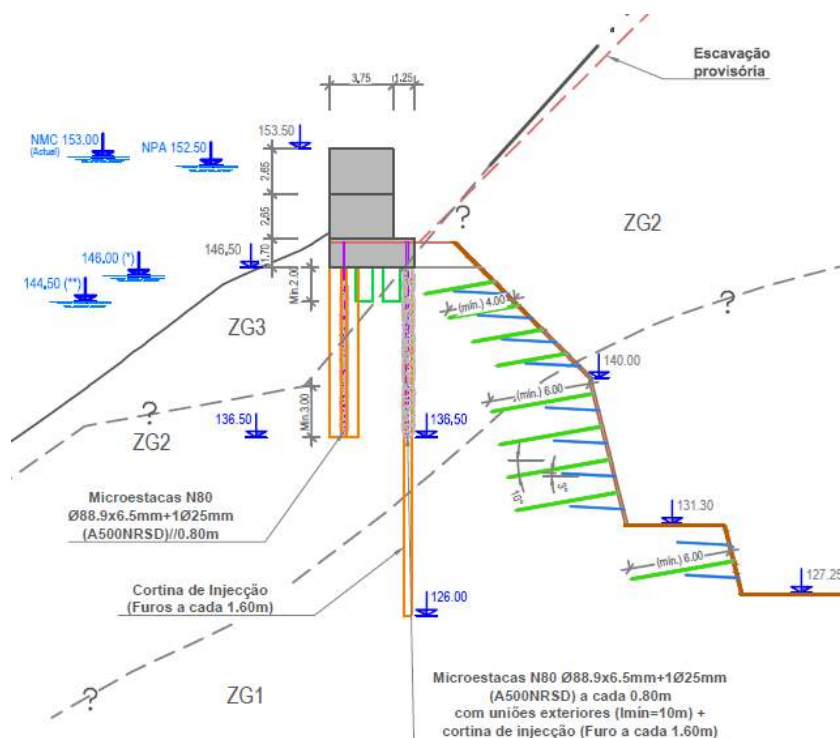 Escavação
provisória
3.75
1.25
153.50
NMC 153.00
(Actual)
NPA 152.50
2.65
2.65
1.70
?
ZG2
146.50
146.00 (*)
144.50 (**)
Min.2.00
(min.) 4.00
ZG3
?
140.00
(min.) 6.00
?
Min.3.00
136.50
136,50
ZG2
10°
5°
131.30
Microestacas N80
Ø88.9x6.5mm+1Ø25mm
(A500NRSD)//0.80m
(min.) 6.00
127.25
Cortina de Injecção
(Furos a cada 1.60m)
126.00
?
ZG1
Microestacas N80 Ø88.9x6.5mm+1Ø25mm
(A500NRSD) a cada 0.80m
com uniões exteriores (lmín=10m) +
cortina de injecção (Furo a cada 1.60m)